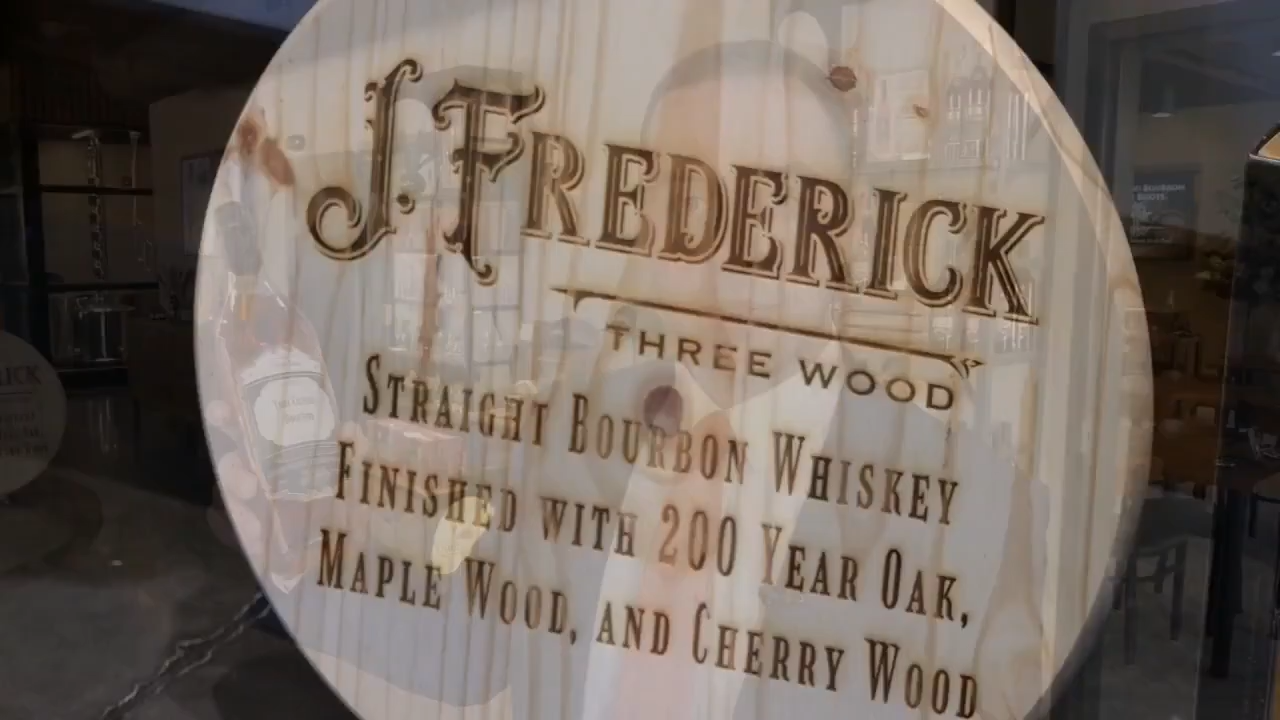 J. FREDERICK
THREE WOOD
STRAIGHT BOURBON WHISKEY
FINISHED WITH 200 YEAR OAK,
MAPLE WOOD, AND CHERRY WOOD